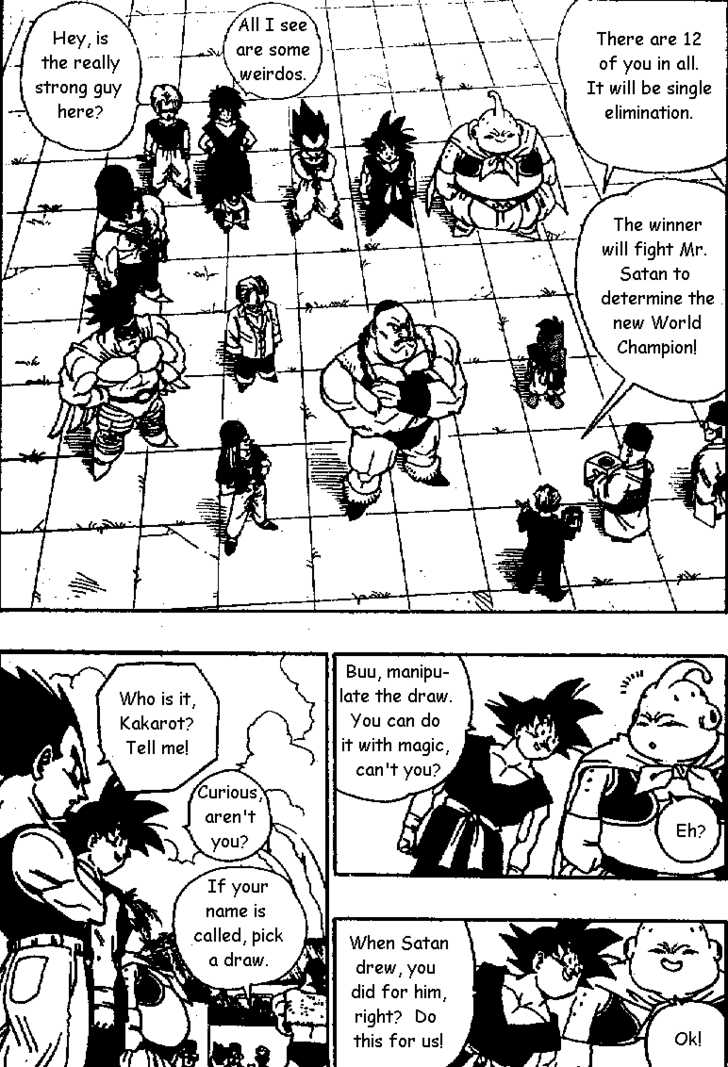 Hey, is
the really
strong guy
here?
All I see
are some
weirdos.
There are 12
of you in all.
It will be single
elimination.
The winner
will fight Mr.
Satan to
determine the
new World
Champion!
Who is it,
Kakarot?
Tell me!
Curious,
aren't
you?
If your
name is
called, pick
a draw.
Buu, manipu-
late the draw.
You can do
it with magic,
can't you?
Eh?
When Satan
drew, you
did for him,
right? Do
this for us!
Ok!